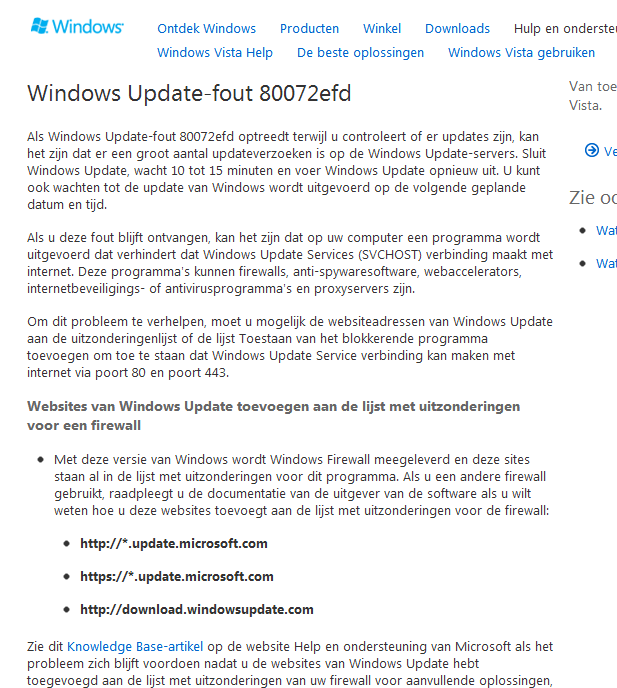 Windows
Ontdek Windows Producten Winkel Downloads Hulp en ondersteu
Windows Vista Help De beste oplossingen Windows Vista gebruiken
Windows Update-fout 80072efd
Als Windows Update-fout 80072efd optreedt terwijl u controleert of er updates zijn, kan
het zijn dat er een groot aantal updateverzoeken is op de Windows Update-servers. Sluit
Windows Update, wacht 10 tot 15 minuten en voer Windows Update opnieuw uit. U kunt
ook wachten tot de update van Windows wordt uitgevoerd op de volgende geplande
datum en tijd.
Als u deze fout blijft ontvangen, kan het zijn dat op uw computer een programma wordt
uitgevoerd dat verhindert dat Windows Update Services (SVCHOST) verbinding maakt met
internet. Deze programma's kunnen firewalls, anti-spywaresoftware, webaccelerators,
internetbeveiligings- of antivirusprogramma's en proxyservers zijn.
Om dit probleem te verhelpen, moet u mogelijk de websiteadressen van Windows Update
aan de uitzonderingenlijst of de lijst Toestaan van het blokkerende programma
toevoegen om toe te staan dat Windows Update Service verbinding kan maken met
internet via poort 80 en poort 443.
Websites van Windows Update toevoegen aan de lijst met uitzonderingen
voor een firewall
Met deze versie van Windows wordt Windows Firewall meegeleverd en deze sites
staan al in de lijst met uitzonderingen voor dit programma. Als u een andere firewall
gebruikt, raadpleegt u de documentatie van de uitgever van de software als u wilt
weten hoe u deze websites toevoegt aan de lijst met uitzonderingen voor de firewall:
http://*.update.microsoft.com
https://*.update.microsoft.com
http://download.windowsupdate.com
Zie dit Knowledge Base-artikel op de website Help en ondersteuning van Microsoft als het
probleem zich blijft voordoen nadat u de websites van Windows Update hebt
toegevoegd aan de lijst met uitzonderingen van uw firewall voor aanvullende oplossingen,
Van toe
Vista.
Ve
Zie oo
Wat
Wat